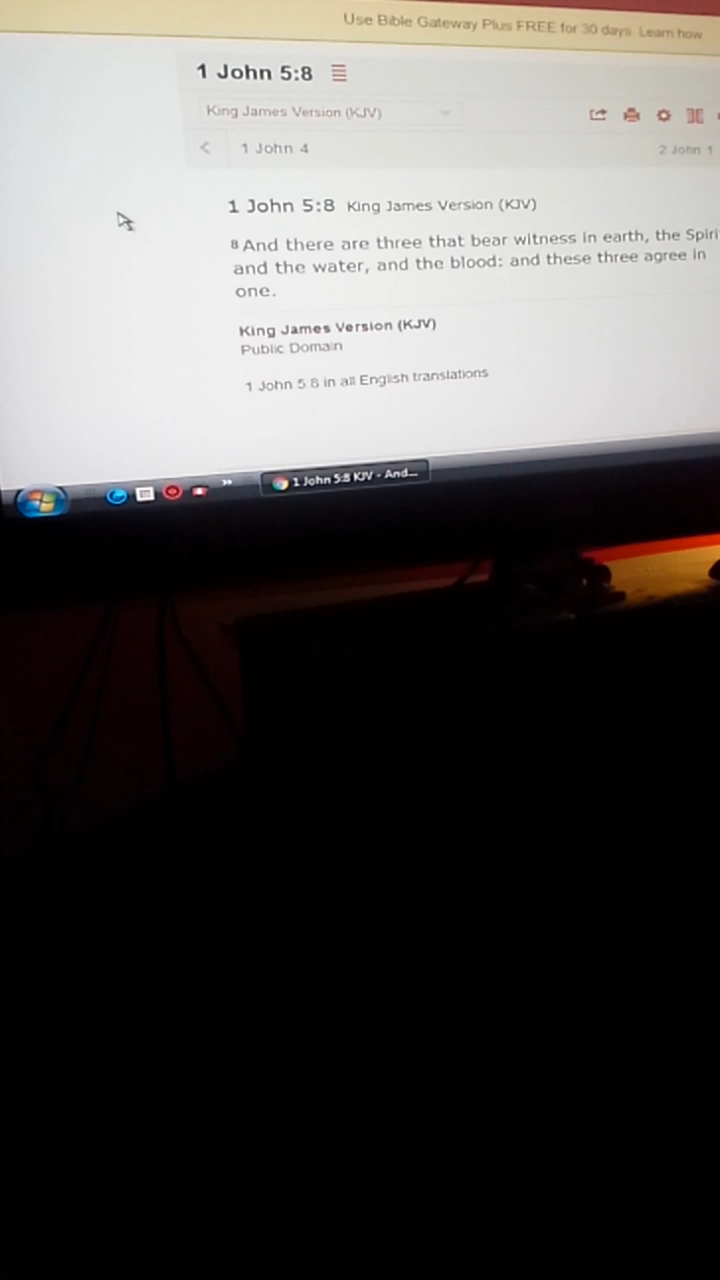 Use Bible Gateway Plus FREE for 30 days. Learn how
1 John 5:8
King James Version (KJV)
1 John 4
2 John 1
1 John 5:8 King James Version (KJV)
8 And there are three that bear witness in earth, the Spiri
and the water, and the blood: and these three agree in
one.
King James Version (KJV)
Public Domain
1 John 5 8 in all English translations
1 John 5:8 KJV - And...